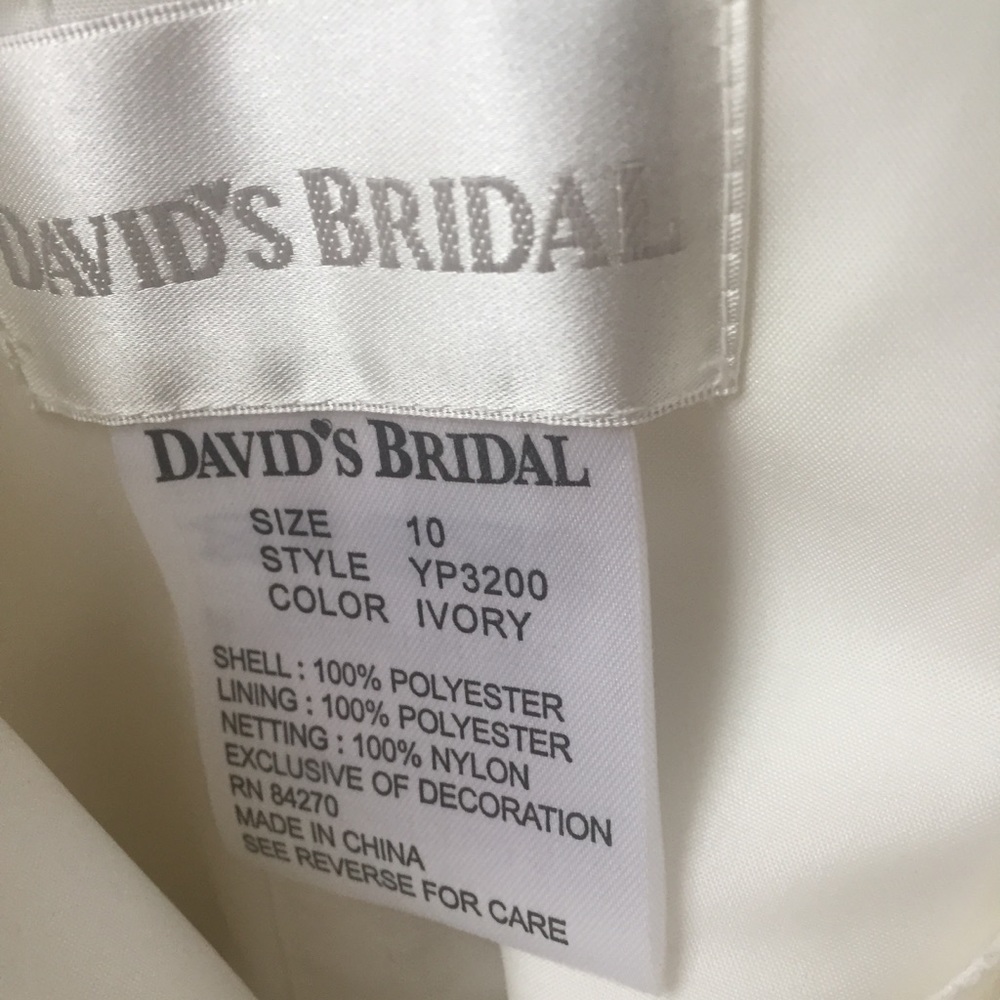 DAVID'S BRIDAL
DAVID'S BRIDAL
SIZE 10
STYLE YP3200
COLOR IVORY
SHELL : 100% POLYESTER
LINING : 100% POLYESTER
NETTING : 100% NYLON
EXCLUSIVE OF DECORATION
RN 84270
MADE IN CHINA
SEE REVERSE FOR CARE